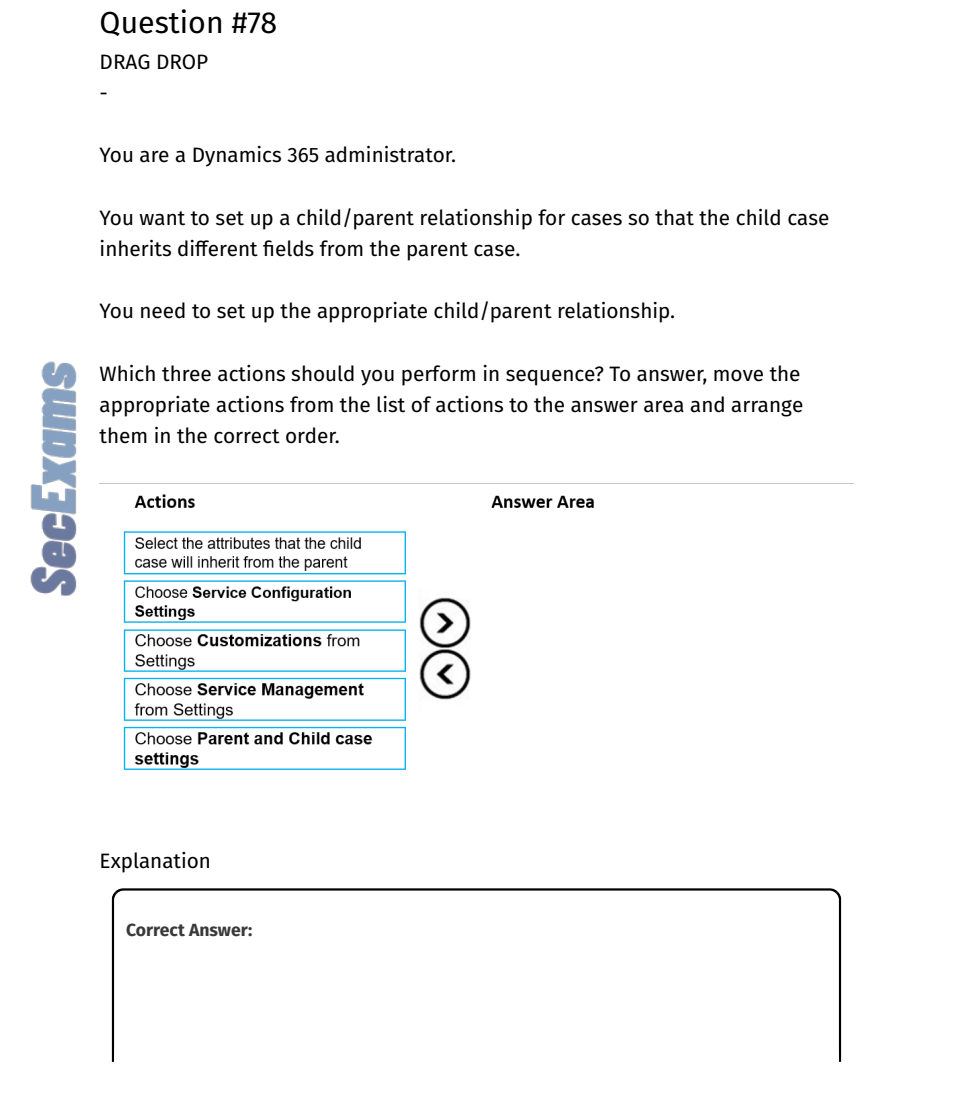 Question #78
DRAG DROP
-
You are a Dynamics 365 administrator.
You want to set up a child/parent relationship for cases so that the child case
inherits different fields from the parent case.
You need to set up the appropriate child/parent relationship.
Which three actions should you perform in sequence? To answer, move the
appropriate actions from the list of actions to the answer area and arrange
them in the correct order.
SecExams
Actions
Answer Area
Select the attributes that the child
case will inherit from the parent
Choose Service Configuration
Settings
Choose Customizations from
Settings
Choose Service Management
from Settings
Choose Parent and Child case
settings
Explanation
Correct Answer: